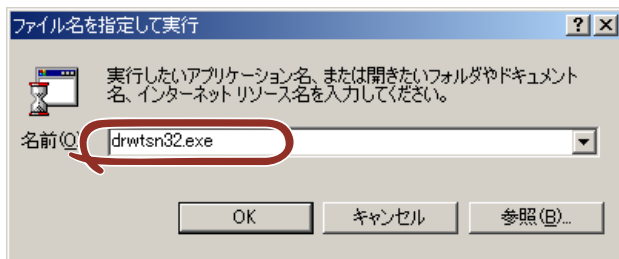 ファイル名を指定して実行
実行したいアプリケーション名、または開きたいフォルダやドキュメント
名、インターネット リソース名を入力してください。
名前(O)
drwtsn32.exe
OK キャンセル 参照(B)...